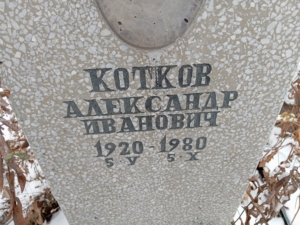 КОТКОВ
АЛЕКСАНДР
ИВАНОВИЧ
1920 - 1980
5 V 5 X